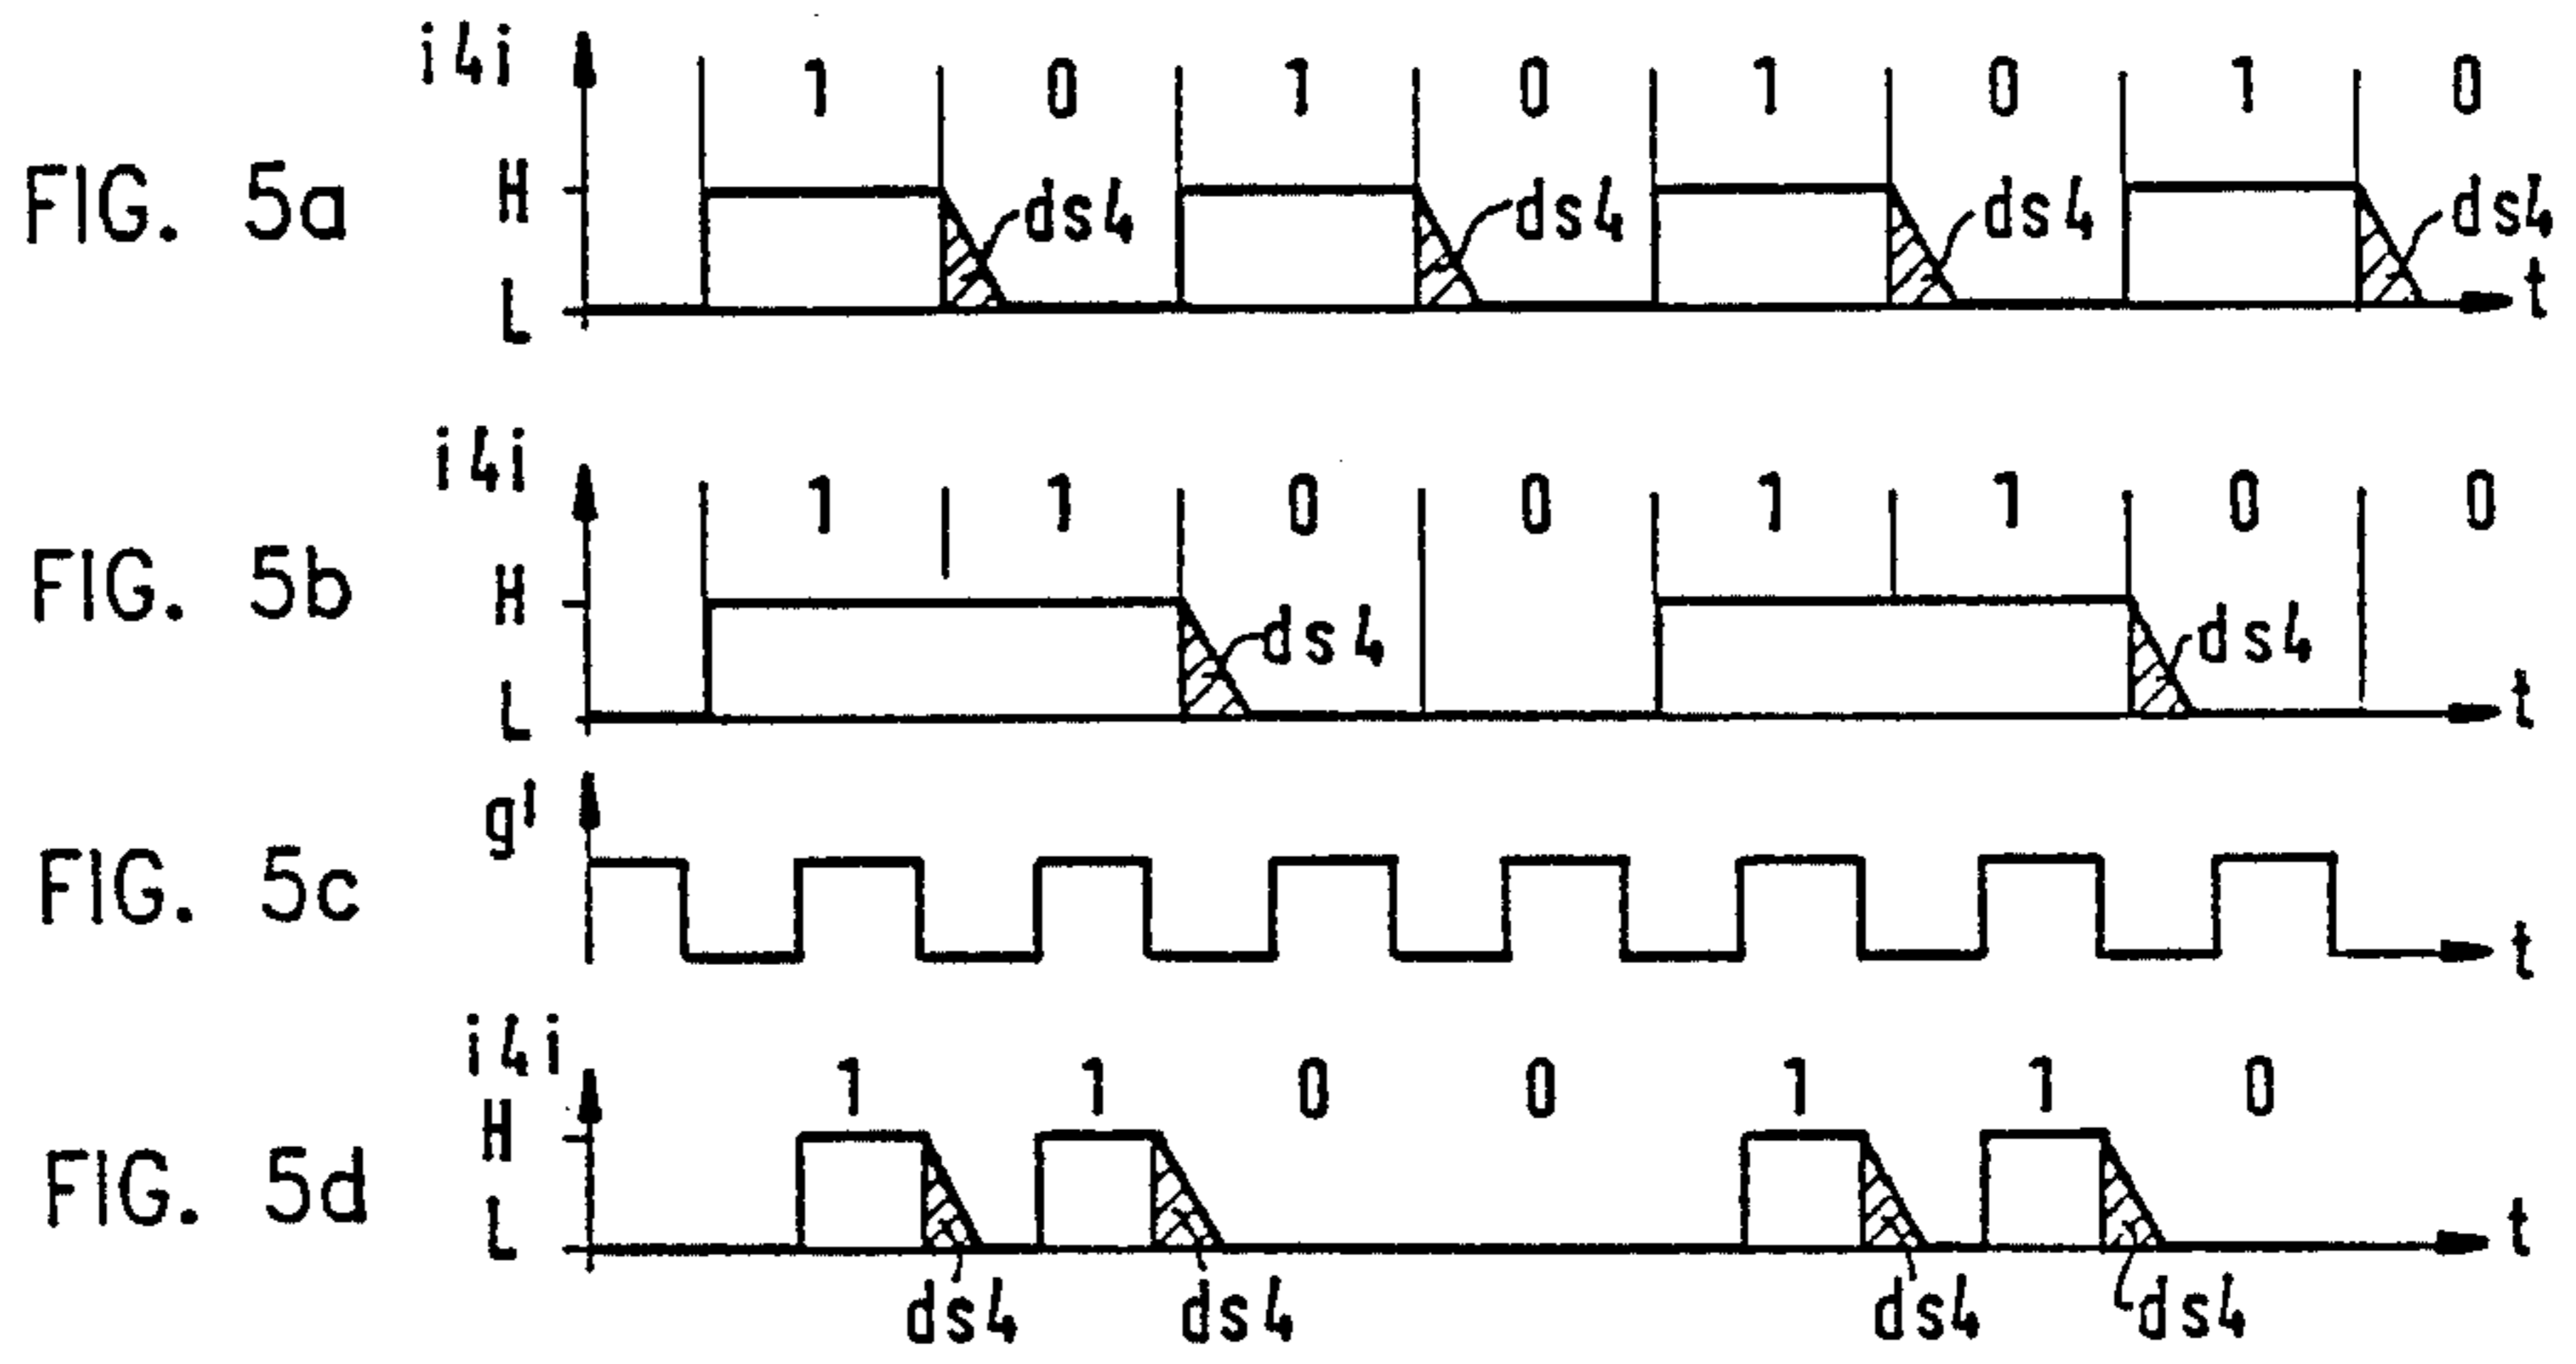 i4i
1 0 1 0 1 0 1 0
FIG. 5a
H
ds4 ds4 ds4 ds4
L
t
i4i
1 1 0 0 1 1 0 0
FIG. 5b
H
ds4 ds4
L
t
g'
FIG. 5c
t
i4i
1 1 0 0 1 1 0
H
FIG. 5d
L
t
ds4 ds4 ds4 ds4